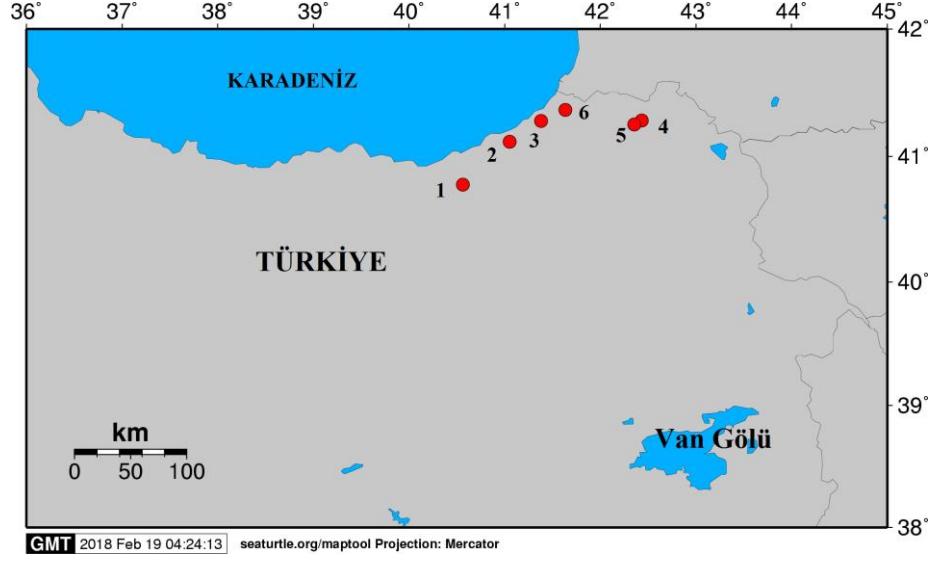 36° 37° 38° 39° 40° 41° 42° 43° 44° 45°
42°
KARADENİZ
6
3
5 4
2
41°
1
TÜRKİYE
40°
39°
km
Van Gölü
0 50 100
38°
GMT 2018 Feb 19 04:24:13 seaturtle.org/maptool Projection: Mercator